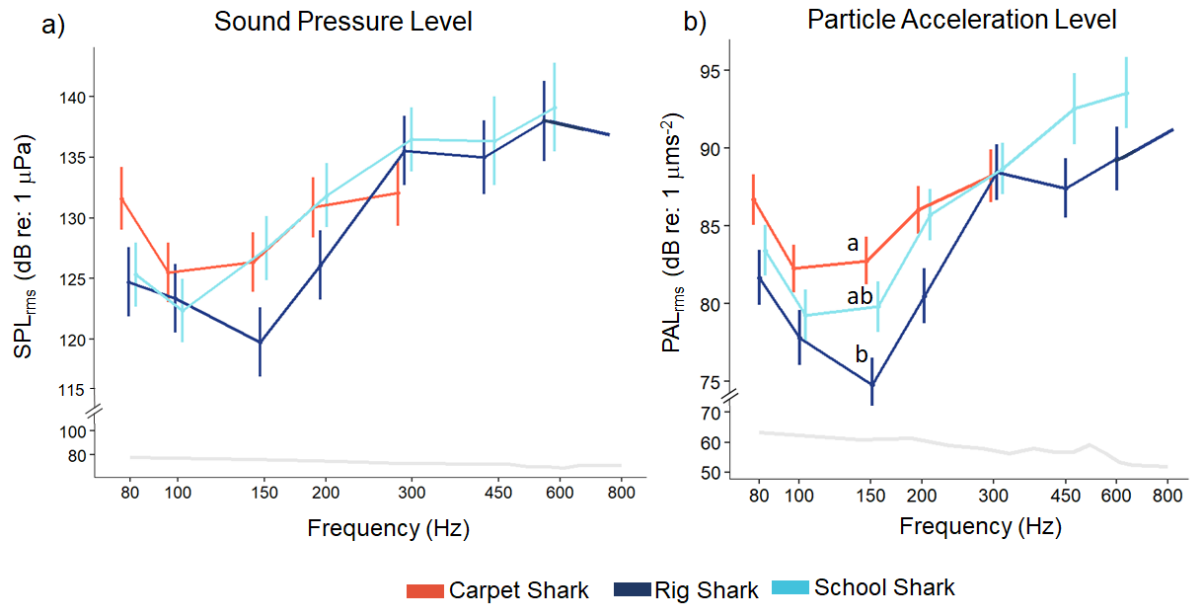 a)
Sound Pressure Level
SPLrms (dB re: 1 μPa)
140
135
130
125
120
115
100
80
80 100 150 200 300 450 600 800
Frequency (Hz)
b)
Particle Acceleration Level
PALrms (dB re: 1 μms-2)
95
90
85
80
75
70
60
50
a
ab
b
80 100 150 200 300 450 600 800
Frequency (Hz)
Carpet Shark Rig Shark School Shark